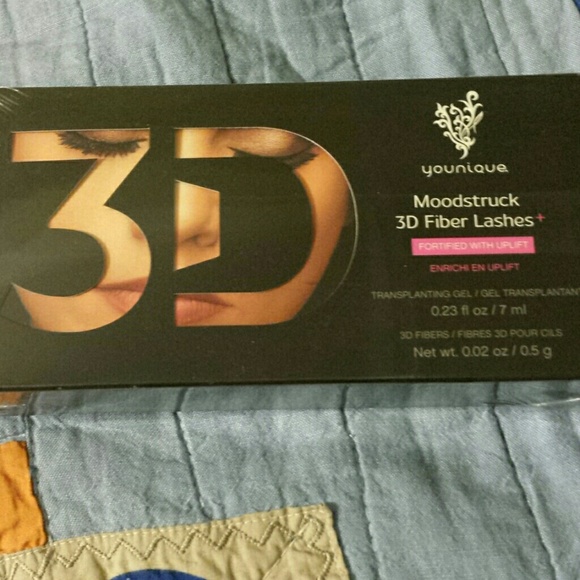 3D
younique
Moodstruck
3D Fiber Lashes+
FORTIFIED WITH UPLIFT
ENRICHI EN UPLIFT
TRANSPLANTING GEL / GEL TRANSPLANTANT
0.23 fl oz / 7 ml
3D FIBERS / FIBRES 3D POUR CILS
Net wt. 0.02 oz / 0.5 g